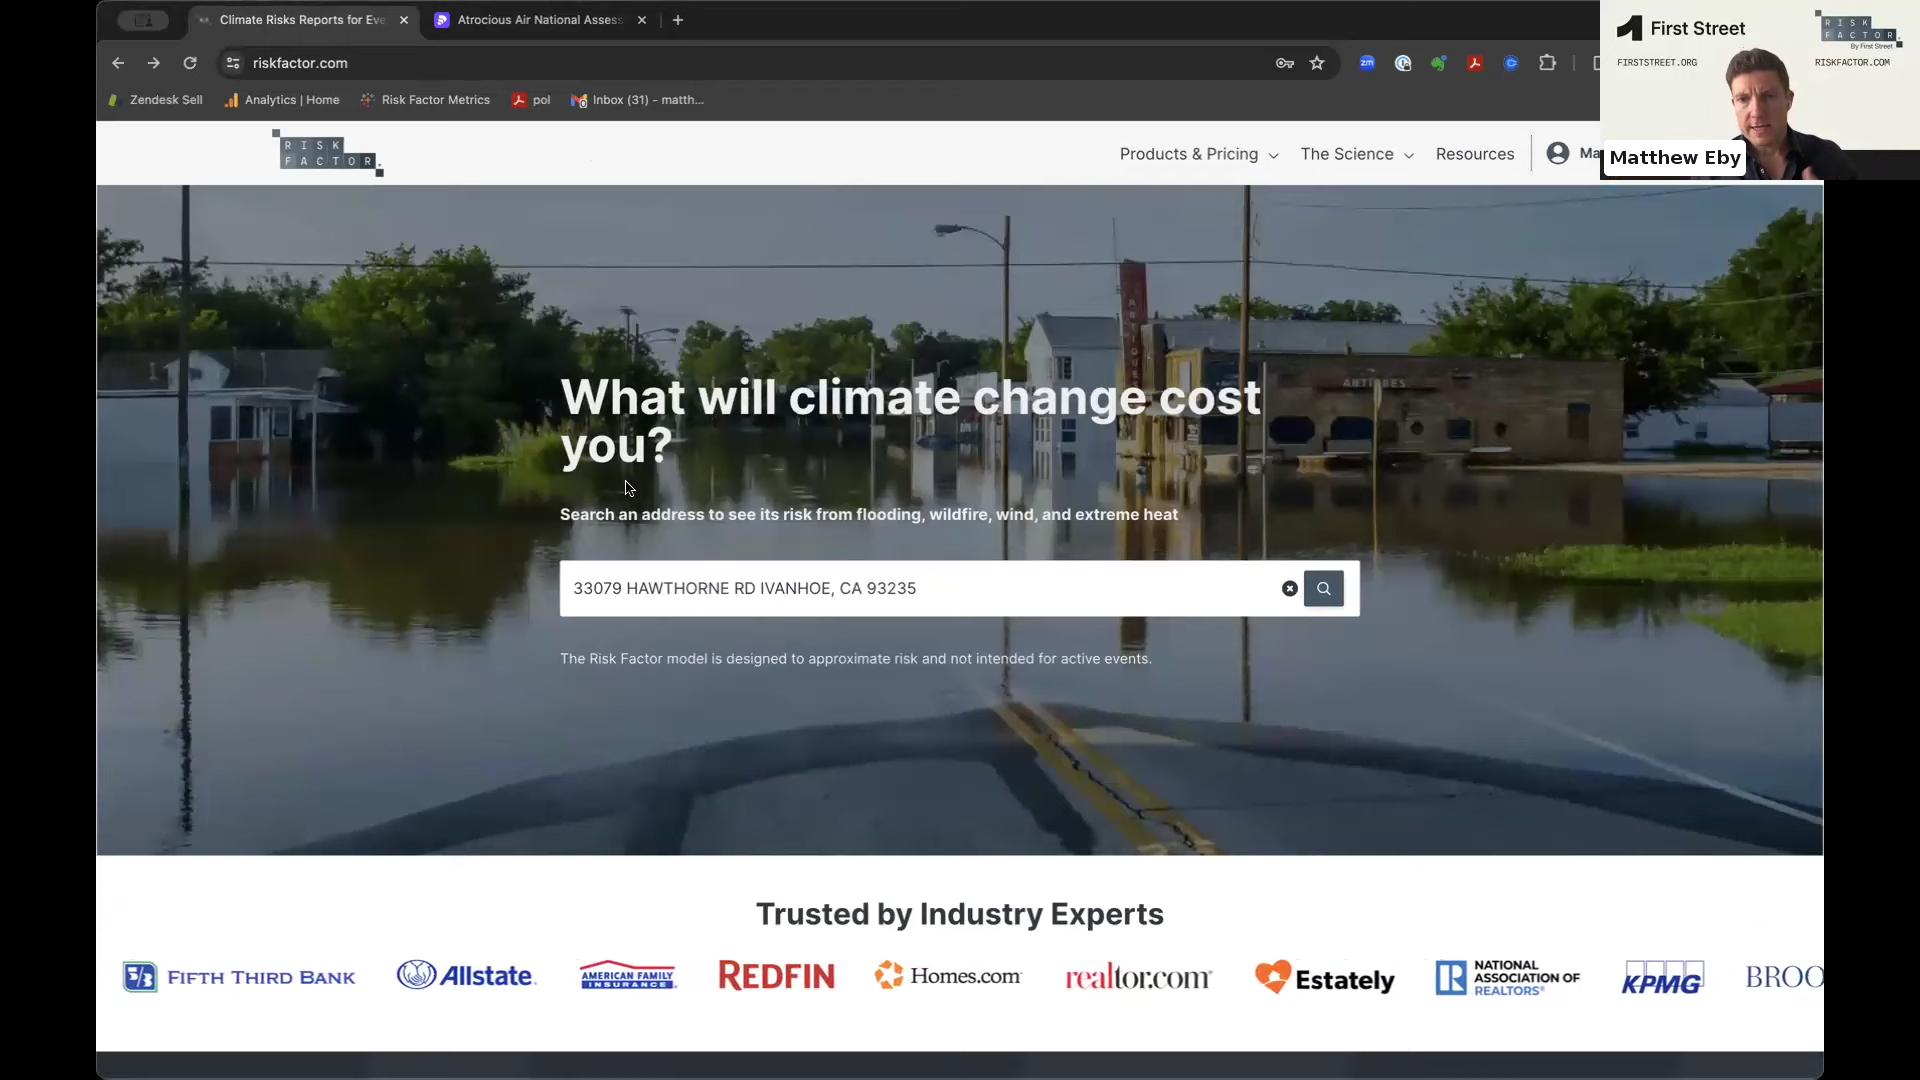 Climate Risks Reports for Eve
Atrocious Air National Assess
riskfactor.com
Zendesk Sell
Analytics | Home
Risk Factor Metrics
pol
Inbox (31) - matth...
First Street
FIRSTSTREET.ORG
RISK
FACTOR
By First Street
RISKFACTOR.COM
Matthew Eby
RISK
FACTOR
Products & Pricing
The Science
Resources
Ma
ANTIQUES
What will climate change cost
you?
Search an address to see its risk from flooding, wildfire, wind, and extreme heat
33079 HAWTHORNE RD IVANHOE, CA 93235
The Risk Factor model is designed to approximate risk and not intended for active events.
Trusted by Industry Experts
5/3 FIFTH THIRD BANK
Allstate.
AMERICAN FAMILY
INSURANCE
REDFIN
Homes.com
realtor.com
Estately
NATIONAL
ASSOCIATION OF
REALTORS®
KPMG
BROO